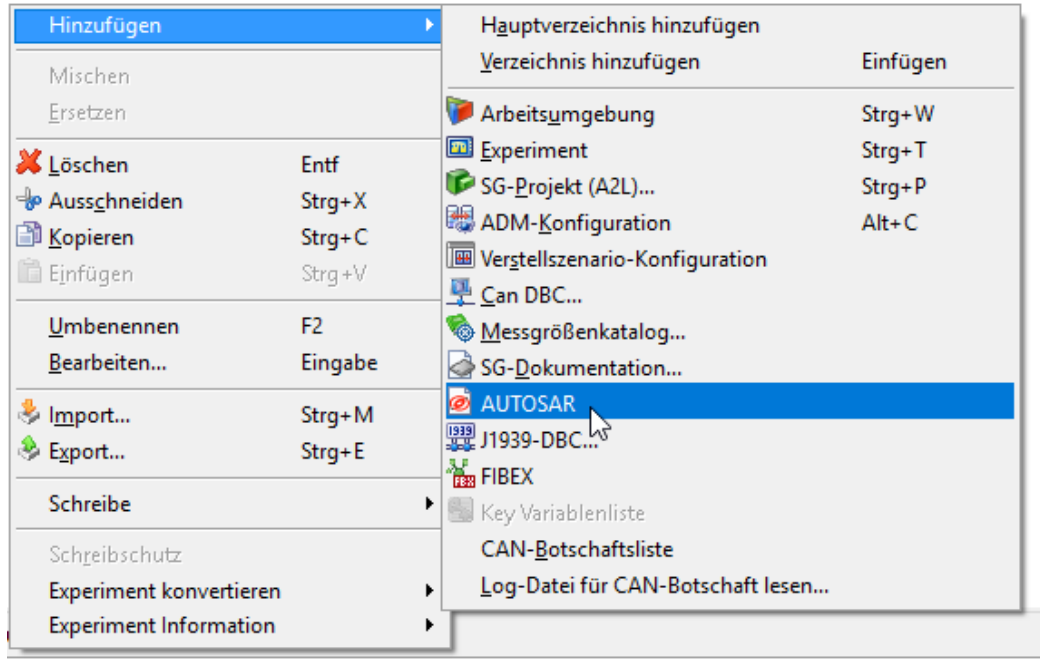 Hinzufügen
Mischen
Ersetzen
Löschen Entf
Ausschneiden Strg+X
Kopieren Strg+C
Einfügen Strg+V
Umbenennen F2
Bearbeiten... Eingabe
Import... Strg+M
Export... Strg+E
Schreibe
Schreibschutz
Experiment konvertieren
Experiment Information
Hauptverzeichnis hinzufügen
Verzeichnis hinzufügen Einfügen
Arbeitsumgebung Strg+W
Experiment Strg+T
SG-Projekt (A2L)... Strg+P
ADM-Konfiguration Alt+C
Verstellszenario-Konfiguration
Can DBC...
Messgrößenkatalog...
SG-Dokumentation...
AUTOSAR
1939 J1939-DBC...
FBX FIBEX
Key Variablenliste
CAN-Botschaftsliste
Log-Datei für CAN-Botschaft lesen...